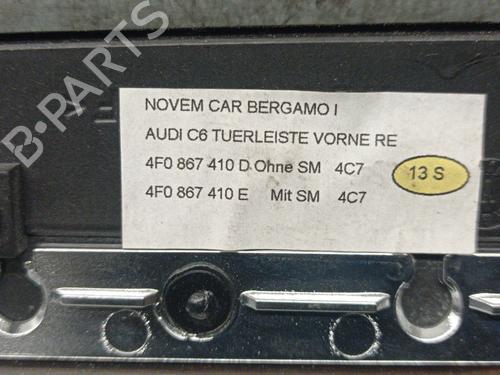 NOVEM CAR BERGAMO I
AUDI C6 TUERLEISTE VORNE RE
4F0 867 410 D Ohne SM 4C7
13 S
4F0 867 410 E Mit SM 4C7